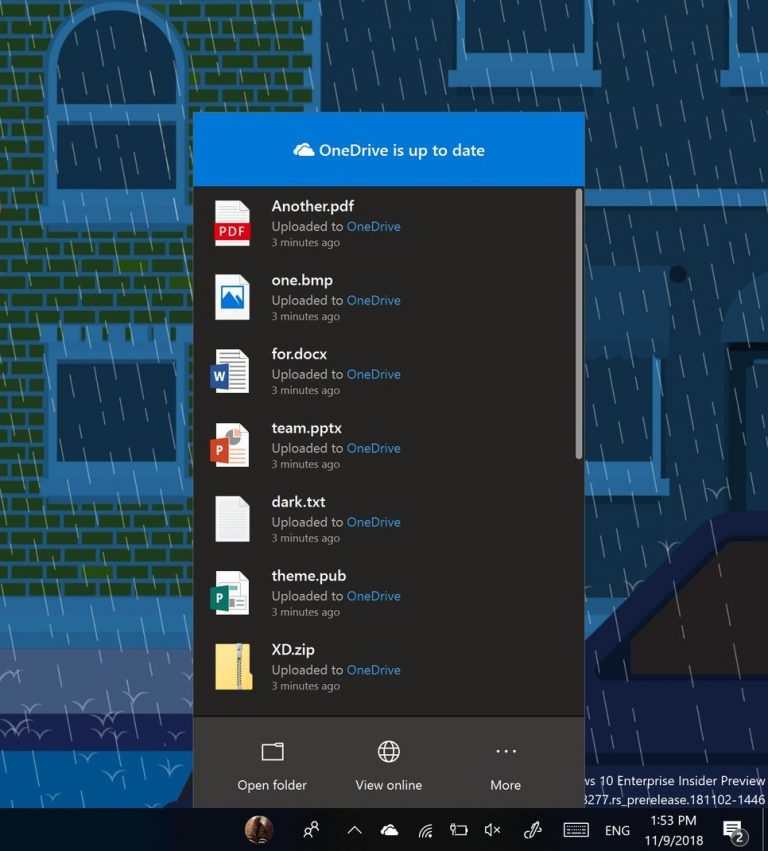 OneDrive is up to date
Another.pdf
PDF
Uploaded to OneDrive
3 minutes ago
one.bmp
Uploaded to OneDrive
3 minutes ago
for.docx
W
Uploaded to OneDrive
3 minutes ago
team.pptx
P
Uploaded to OneDrive
3 minutes ago
dark.txt
Uploaded to OneDrive
3 minutes ago
theme.pub
P
Uploaded to OneDrive
3 minutes ago
XD.zip
Uploaded to OneDrive
3 minutes ago
Open folder
View online
More
ws 10 Enterprise Insider Preview
3277.rs_prerelease.181102-1446
ENG
1:53 PM
11/9/2018
2